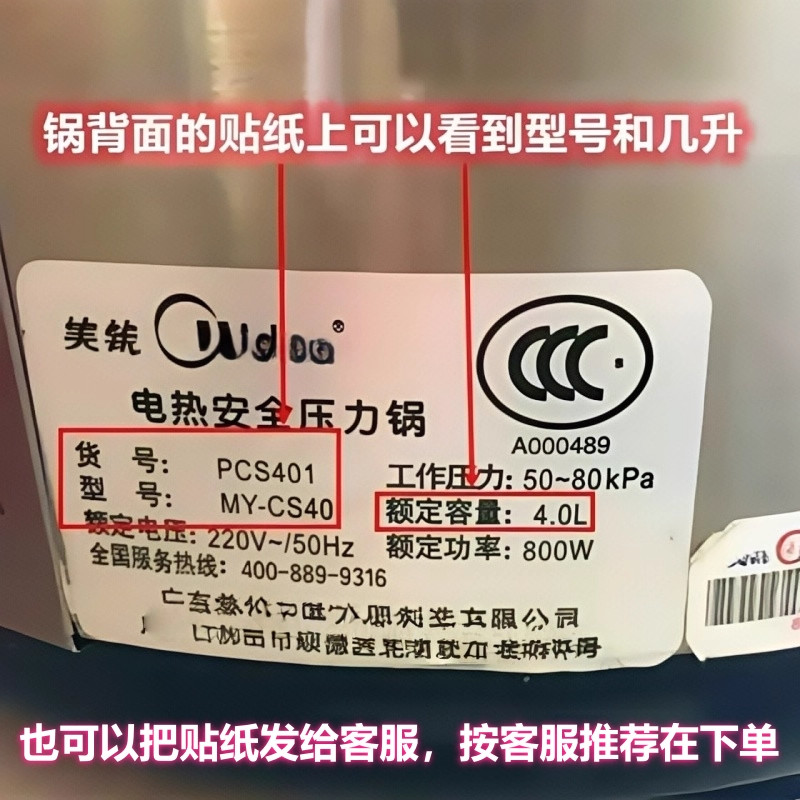 锅背面的贴纸上可以看到型号和几升
电热安全压力锅
A000489
货 号: PCS401
型 号: MY-CS40
额定电压: 220V~/50Hz
全国服务热线: 400-889-9316
工作压力: 50~80kPa
额定容量: 4.0L
额定功率: 800W
也可以把贴纸发给客服，按客服推荐在下单